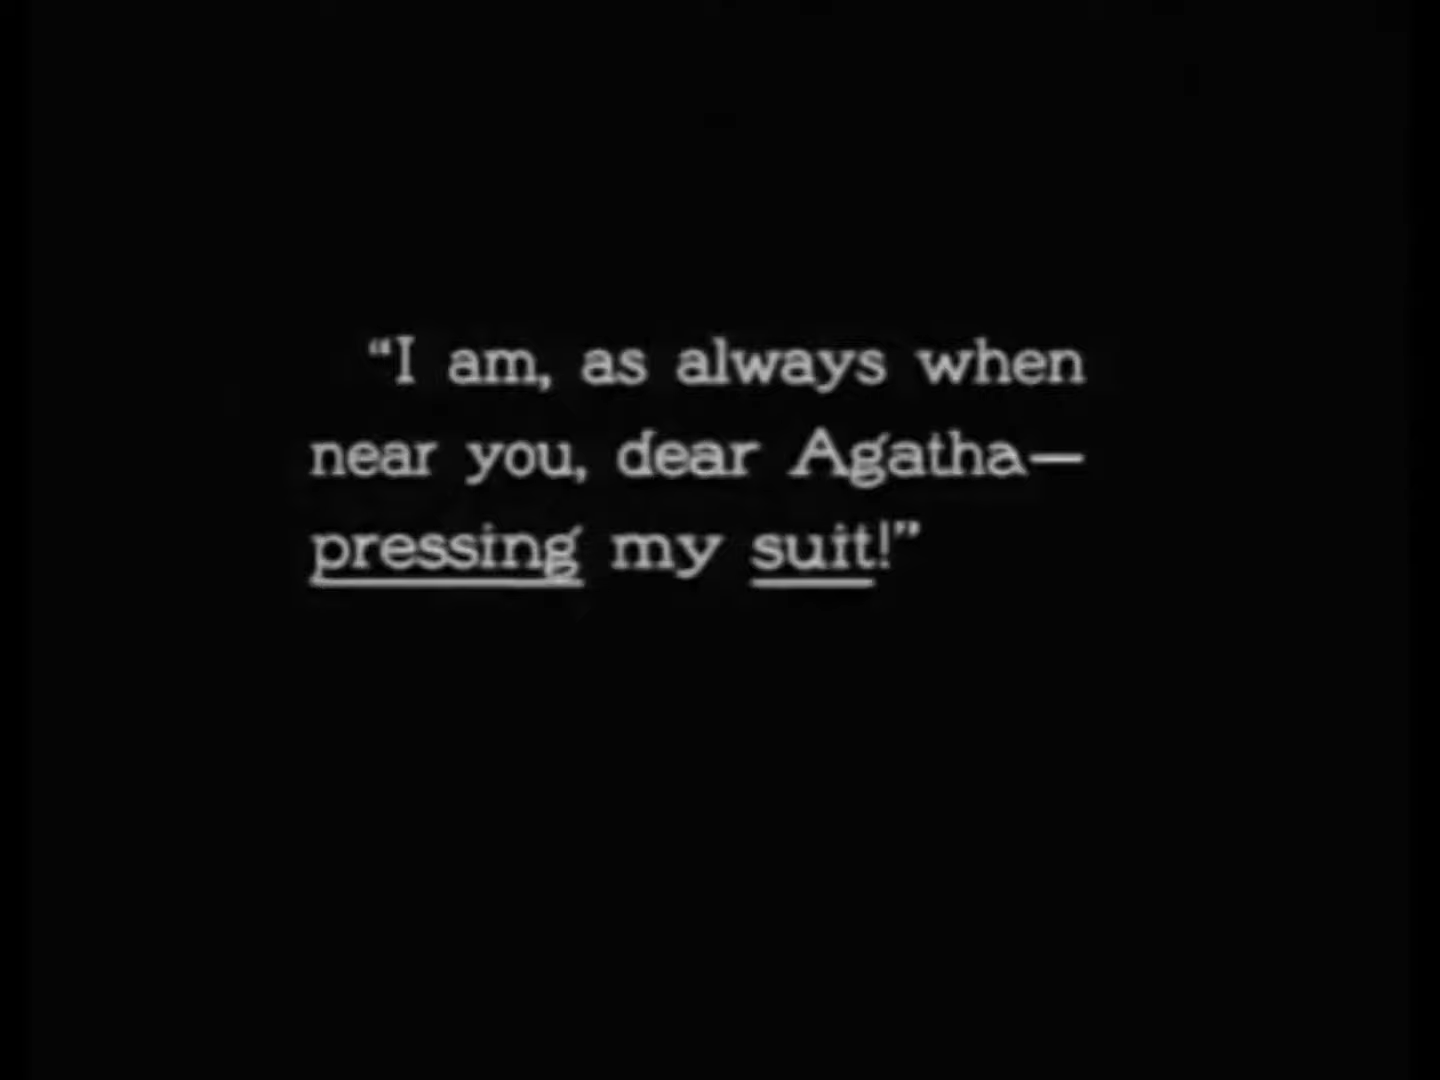 “I am, as always when
near you, dear Agatha—
pressing my suit!”